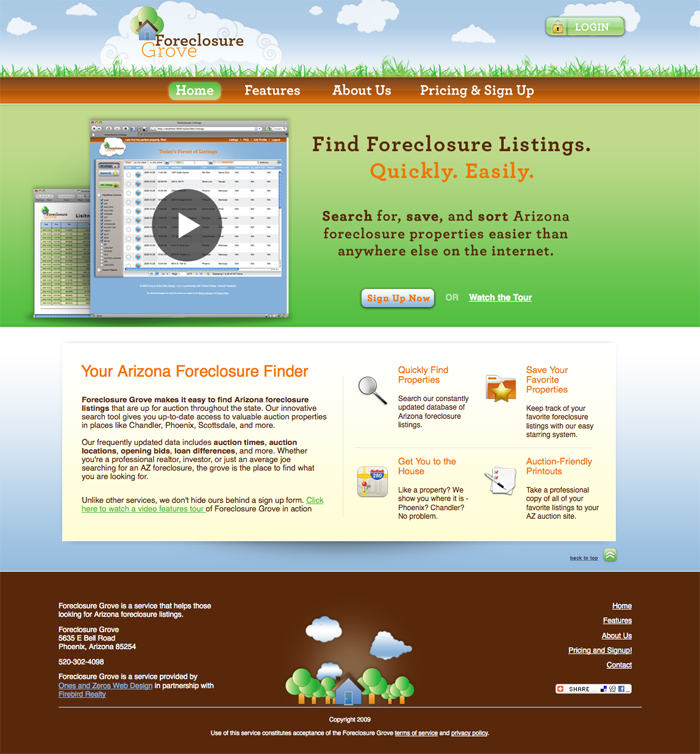 Foreclosure
Grove
LOGIN
Home
Features
About Us
Pricing & Sign Up
Today's Forest of Listings
Find Foreclosure Listings.
Quickly. Easily.
Search for, save, and sort Arizona
foreclosure properties easier than
anywhere else on the internet.
Sign Up Now
OR
Watch the Tour
Your Arizona Foreclosure Finder
Foreclosure Grove makes it easy to find Arizona foreclosure
listings that are up for auction throughout the state. Our innovative
search tool gives you up-to-date access to valuable auction properties
in places like Chandler, Phoenix, Scottsdale, and more.
Our frequently updated data includes auction times, auction
locations, opening bids, loan differences, and more. Whether
you're a professional realtor, investor, or just an average joe
searching for an AZ foreclosure, the grove is the place to find what
you are looking for.
Unlike other services, we don't hide ours behind a sign up form. Click
here to watch a video features tour of Foreclosure Grove in action
Quickly Find
Properties
Search our constantly
updated database of
Arizona foreclosure
listings.
Save Your
Favorite
Properties
Keep track of your
favorite foreclosure
listings with our easy
starring system.
Get You to the
House
Like a property? We
show you where it is -
Phoenix? Chandler?
No problem.
Auction-Friendly
Printouts
Take a professional
copy of all of your
favorite listings to your
AZ auction site.
back to top
Foreclosure Grove is a service that helps those
looking for Arizona foreclosure listings.
Foreclosure Grove
5635 E Bell Road
Phoenix, Arizona 85254
520-302-4098
Foreclosure Grove is a service provided by
Ones and Zeros Web Design in partnership with
Firebird Realty
Home
Features
About Us
Pricing and Signup!
Contact
SHARE
Copyright 2009
Use of this service constitutes acceptance of the Foreclosure Grove terms of service and privacy policy.